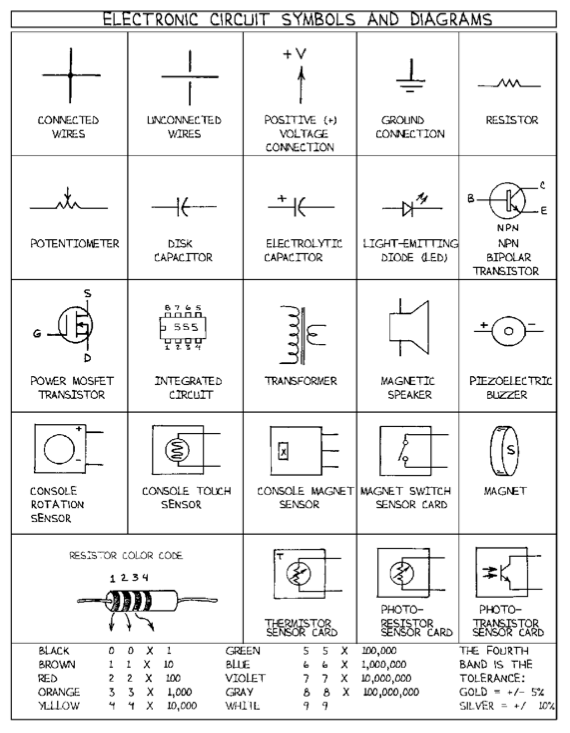 ELECTRONIC CIRCUIT SYMBOLS AND DIAGRAMS
CONNECTED
WIRES
UNCONNECTED
WIRES
+V
POSITIVE (+)
VOLTAGE
CONNECTION
GROUND
CONNECTION
RESISTOR
POTENTIOMETER
DISK
CAPACITOR
+
ELECTROLYTIC
CAPACITOR
LIGHT-EMITTING
DIODE (LED)
B C
E
NPN
NPN
BIPOLAR
TRANSISTOR
S
G
D
POWER MOSFET
TRANSISTOR
8 7 6 5
555
1 2 3 4
INTEGRATED
CIRCUIT
TRANSFORMER
MAGNETIC
SPEAKER
+ -
PIEZOELECTRIC
BUZZER
+
-
CONSOLE
ROTATION
SENSOR
CONSOLE TOUCH
SENSOR
X
CONSOLE MAGNET
SENSOR
MAGNET SWITCH
SENSOR CARD
S
MAGNET
RESISTOR COLOR CODE
1 2 3 4
T
THERMISTOR
SENSOR CARD
PHOTO-
RESISTOR
SENSOR CARD
PHOTO-
TRANSISTOR
SENSOR CARD
BLACK 0 0 X 1
BROWN 1 1 X 10
RED 2 2 X 100
ORANGE 3 3 X 1,000
YELLOW 4 4 X 10,000
GREEN 5 5 X 100,000
BLUE 6 6 X 1,000,000
VIOLET 7 7 X 10,000,000
GRAY 8 8 X 100,000,000
WHITE 9 9
THE FOURTH
BAND IS THE
TOLERANCE:
GOLD = +/- 5%
SILVER = +/ 10%